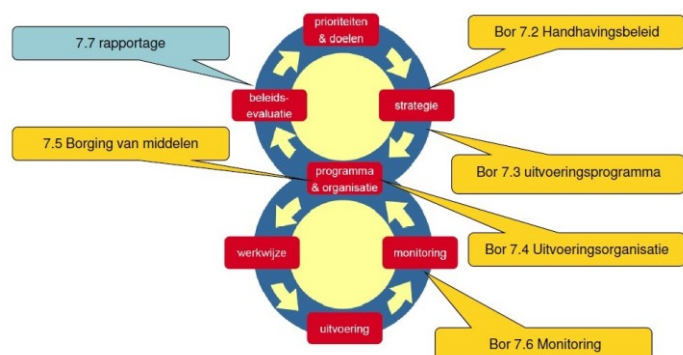 prioriteiten
& doelen
7.7 rapportage
Bor 7.2 Handhavingsbeleid
beleids-
evaluatie
strategie
7.5 Borging van middelen
programma
& organisatie
Bor 7.3 uitvoeringsprogramma
werkwijze
monitoring
Bor 7.4 Uitvoeringsorganisatie
uitvoering
Bor 7.6 Monitoring